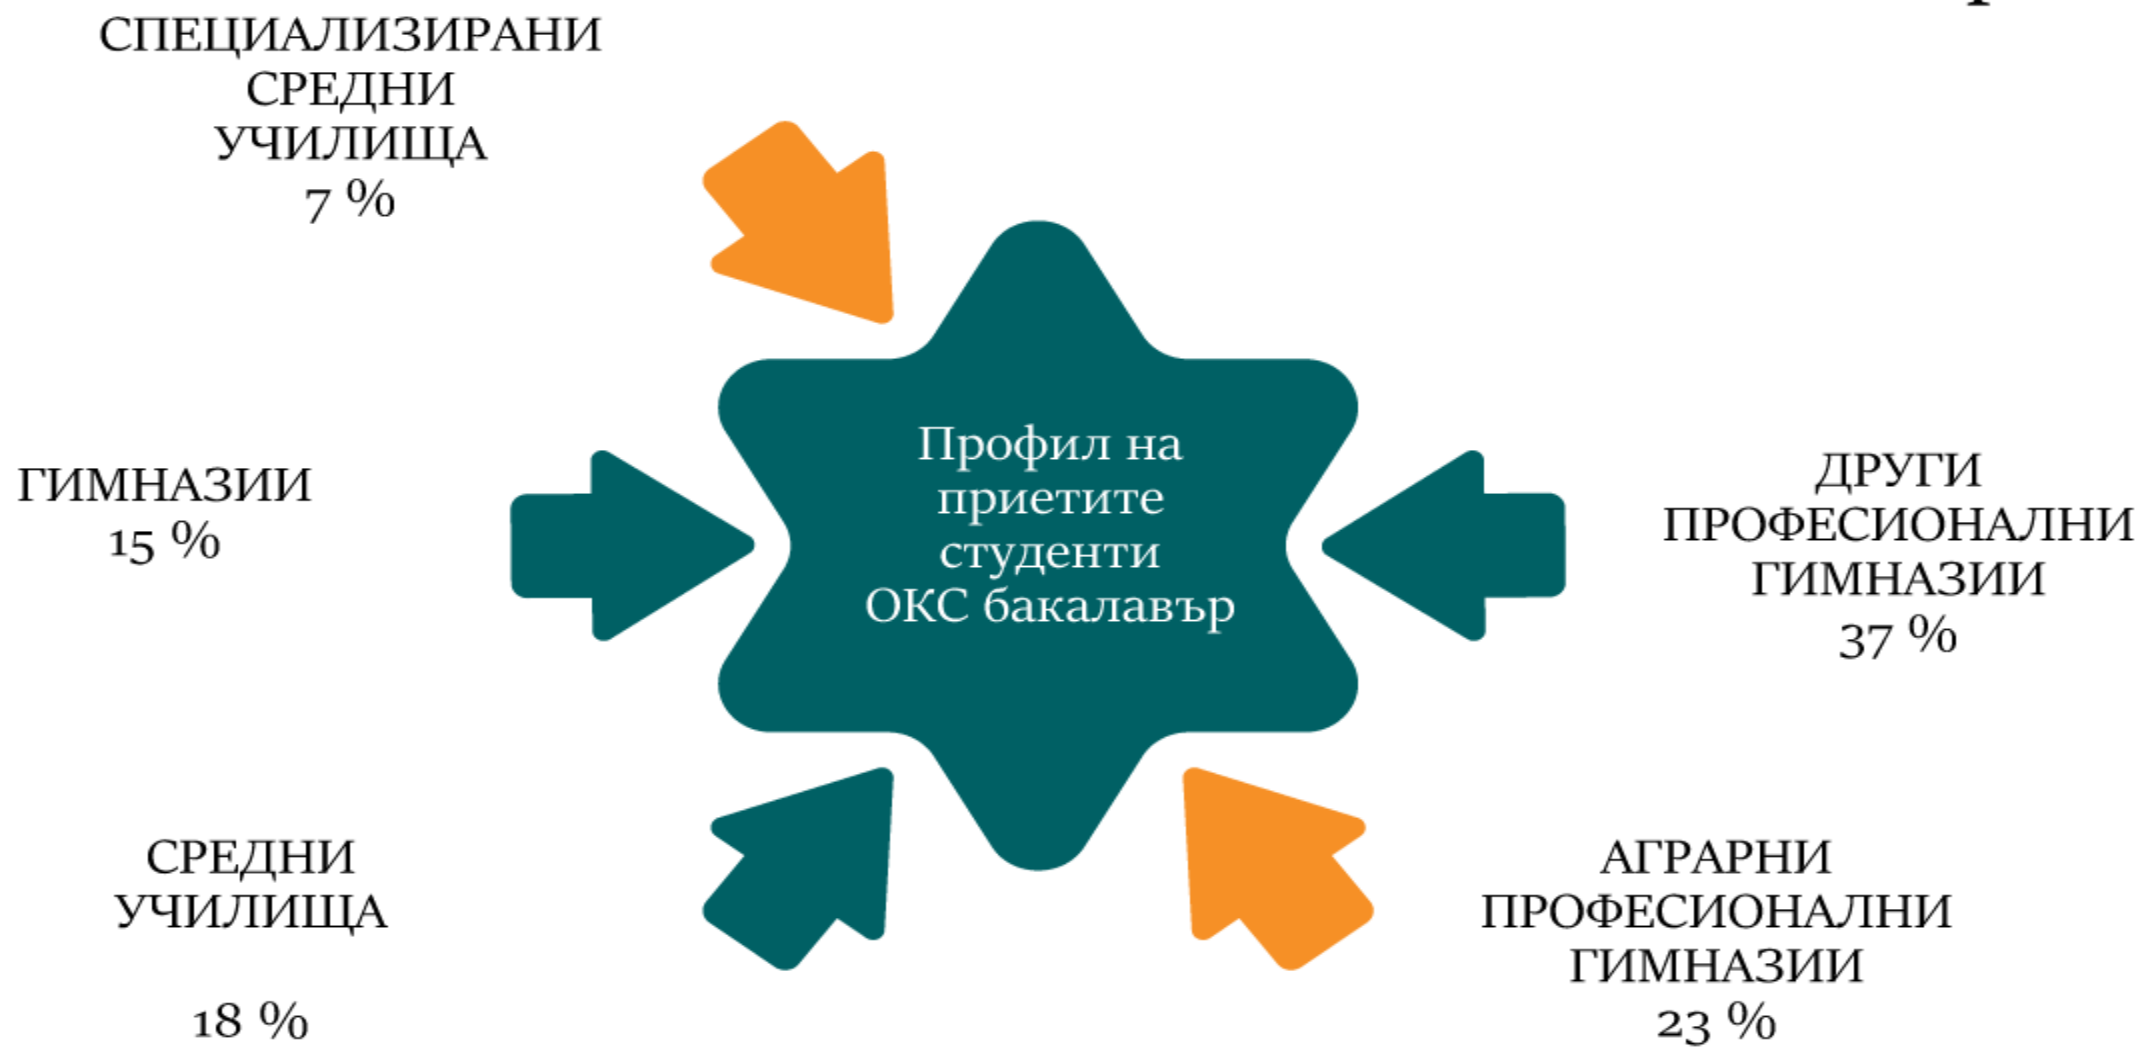 СПЕЦИАЛИЗИРАНИ
СРЕДНИ
УЧИЛИЩА
7 %
ГИМНАЗИИ
15 %
СРЕДНИ
УЧИЛИЩА
18 %
Профил на
приетите
студенти
ОКС бакалавър
ДРУГИ
ПРОФЕСИОНАЛНИ
ГИМНАЗИИ
37 %
АГРАРНИ
ПРОФЕСИОНАЛНИ
ГИМНАЗИИ
23 %